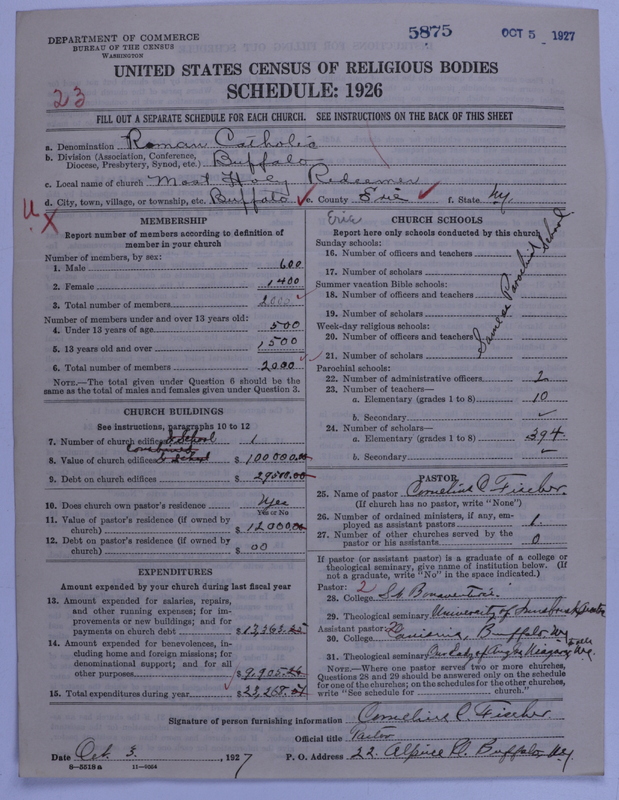 5875 OCT 5 1927
DEPARTMENT OF COMMERCE
BUREAU OF THE CENSUS
WASHINGTON
UNITED STATES CENSUS OF RELIGIOUS BODIES
SCHEDULE: 1926
23
FILL OUT A SEPARATE SCHEDULE FOR EACH CHURCH. SEE INSTRUCTIONS ON THE BACK OF THIS SHEET
a. Denomination Roman Catholic
b. Division (Association, Conference, Diocese, Presbytery, Synod, etc.) Buffalo
c. Local name of church Most Holy Redeemer
d. City, town, village, or township, etc. Buffalo e. County Erie f. State N.Y.
Erie
MEMBERSHIP
Report number of members according to definition of
member in your church
Number of members, by sex:
1. Male 600
2. Female 1400
3. Total number of members 2000
Number of members under and over 13 years old:
4. Under 13 years of age 500
5. 13 years old and over 1500
6. Total number of members 2000
NOTE.—The total given under Question 6 should be
the same as the total of males and females given under Question 3.
CHURCH BUILDINGS
See instructions, paragraphs 10 to 12
7. Number of church edifices & School 1
Combined
8. Value of church edifices & School $ 100000.00
9. Debt on church edifices $ 29500.00
10. Does church own pastor's residence Yes
Yes or No
11. Value of pastor's residence (if owned by
church) $ 12000.00
12. Debt on pastor's residence (if owned by
church) $ 00
EXPENDITURES
Amount expended by your church during last fiscal year
13. Amount expended for salaries, repairs,
and other running expenses; for im-
provements or new buildings; and for
payments on church debt $ 13,363.25
14. Amount expended for benevolences, in-
cluding home and foreign missions; for
denominational support; and for all
other purposes $ 9,905.26
15. Total expenditures during year $ 23,268.51
CHURCH SCHOOLS
Report here only schools conducted by this church
Sunday schools:
16. Number of officers and teachers
17. Number of scholars
Summer vacation Bible schools:
18. Number of officers and teachers
19. Number of scholars
Week-day religious schools:
20. Number of officers and teachers
21. Number of scholars
Same as Parochial School
Parochial schools:
22. Number of administrative officers 2
23. Number of teachers—
a. Elementary (grades 1 to 8) 10
b. Secondary
24. Number of scholars—
a. Elementary (grades 1 to 8) 394
b. Secondary
PASTOR
25. Name of pastor Cornelius C. Fischer.
(If church has no pastor, write "None")
26. Number of ordained ministers, if any, em-
ployed as assistant pastors 1.
27. Number of other churches served by the
pastor or his assistants 0
If pastor (or assistant pastor) is a graduate of a college or
theological seminary, give name of institution below. (If
not a graduate, write "No" in the space indicated.)
Pastor: 2
28. College St. Bonaventure
29. Theological seminary University of Innsbruck
Assistant pastor:
30. College Canisius, Buffalo N.Y.
31. Theological seminary
NOTE.—Where one pastor serves two or more churches,
Questions 28 and 29 should be answered only on the schedule
for one of the churches; on the schedules for the other churches,
write "See schedule for church."
Signature of person furnishing information Cornelius C. Fischer.
Official title Pastor
Date Oct. 3, 1927 P. O. Address 22 Alpine Pl. Buffalo N.Y.
8—5518 a 11—9364